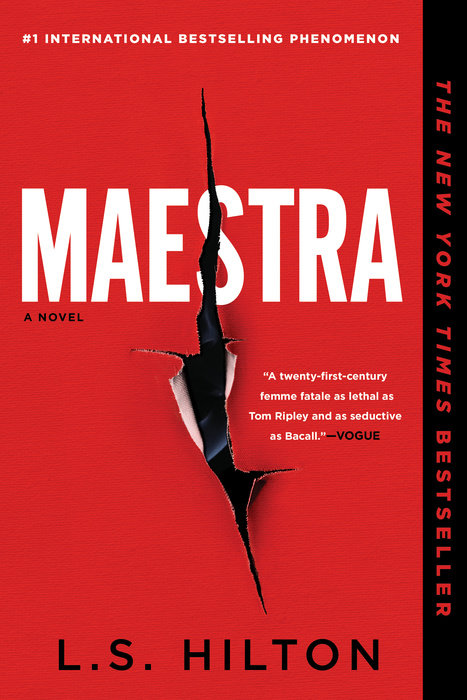 #1 INTERNATIONAL BESTSELLING PHENOMENON
MAESTRA
A NOVEL
“A twenty-first-century
femme fatale as lethal as
Tom Ripley and as seductive
as Bacall.”—VOGUE
L.S. HILTON
THE NEW YORK TIMES BESTSELLER